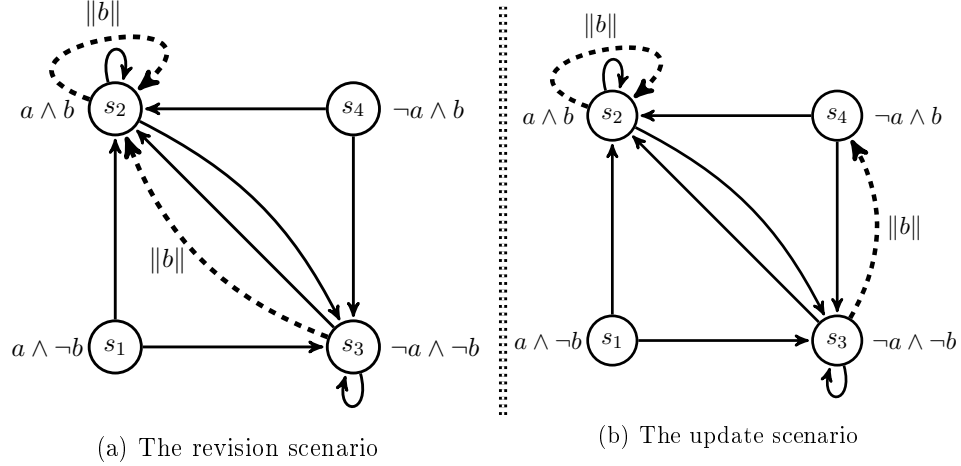 ‖b‖
a ∧ b
s₂
s₄
¬a ∧ b
‖b‖
a ∧ ¬b
s₁
s₃
¬a ∧ ¬b
(a) The revision scenario
‖b‖
a ∧ b
s₂
s₄
¬a ∧ b
‖b‖
a ∧ ¬b
s₁
s₃
¬a ∧ ¬b
(b) The update scenario